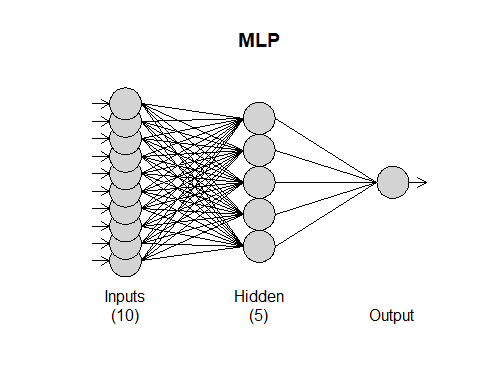 MLP
Inputs
(10)
Hidden
(5)
Output